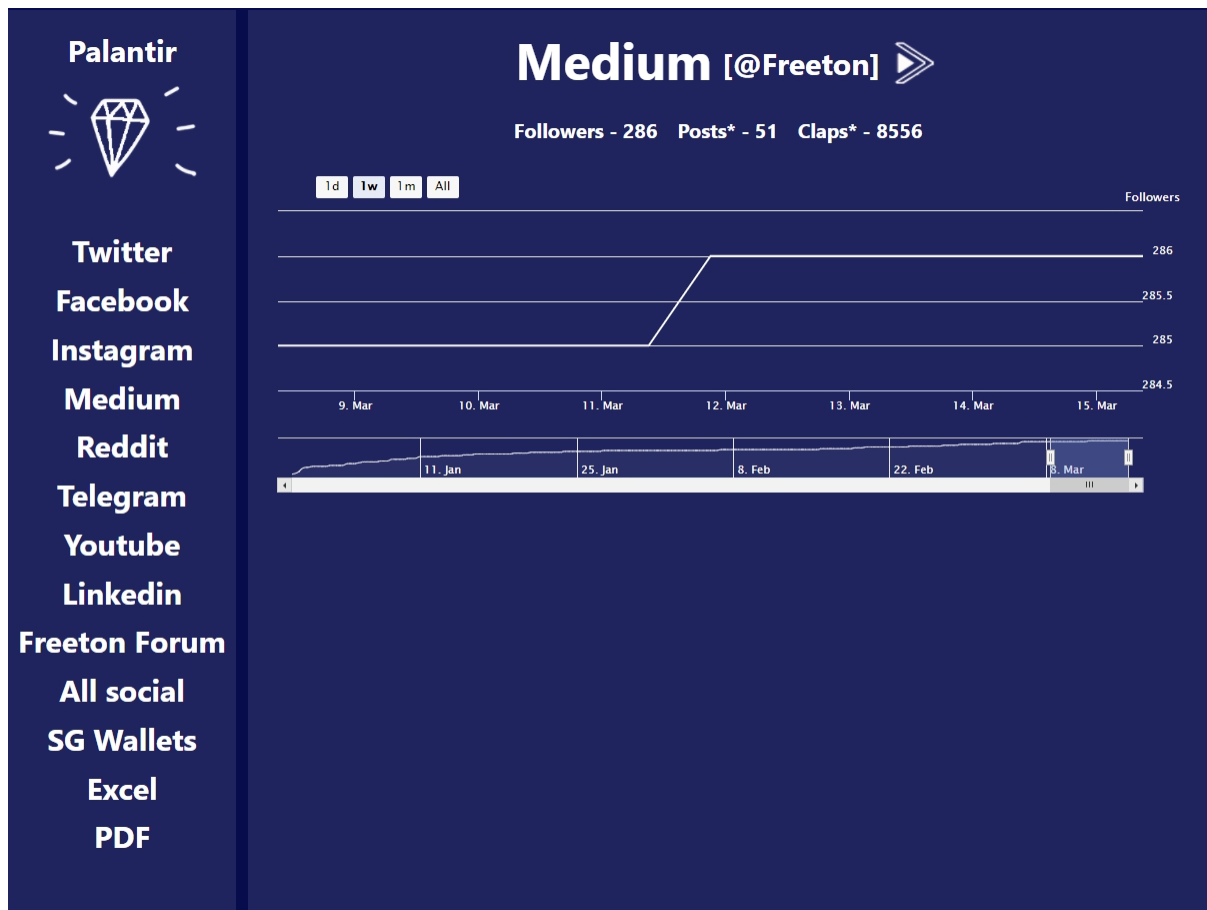 Palantir
Twitter
Facebook
Instagram
Medium
Reddit
Telegram
Youtube
Linkedin
Freeton Forum
All social
SG Wallets
Excel
PDF
Medium [@Freeton]
Followers - 286 Posts* - 51 Claps* - 8556
1d 1w 1m All
Followers
286
285.5
285
284.5
9. Mar 10. Mar 11. Mar 12. Mar 13. Mar 14. Mar 15. Mar
11. Jan 25. Jan 8. Feb 22. Feb 8. Mar